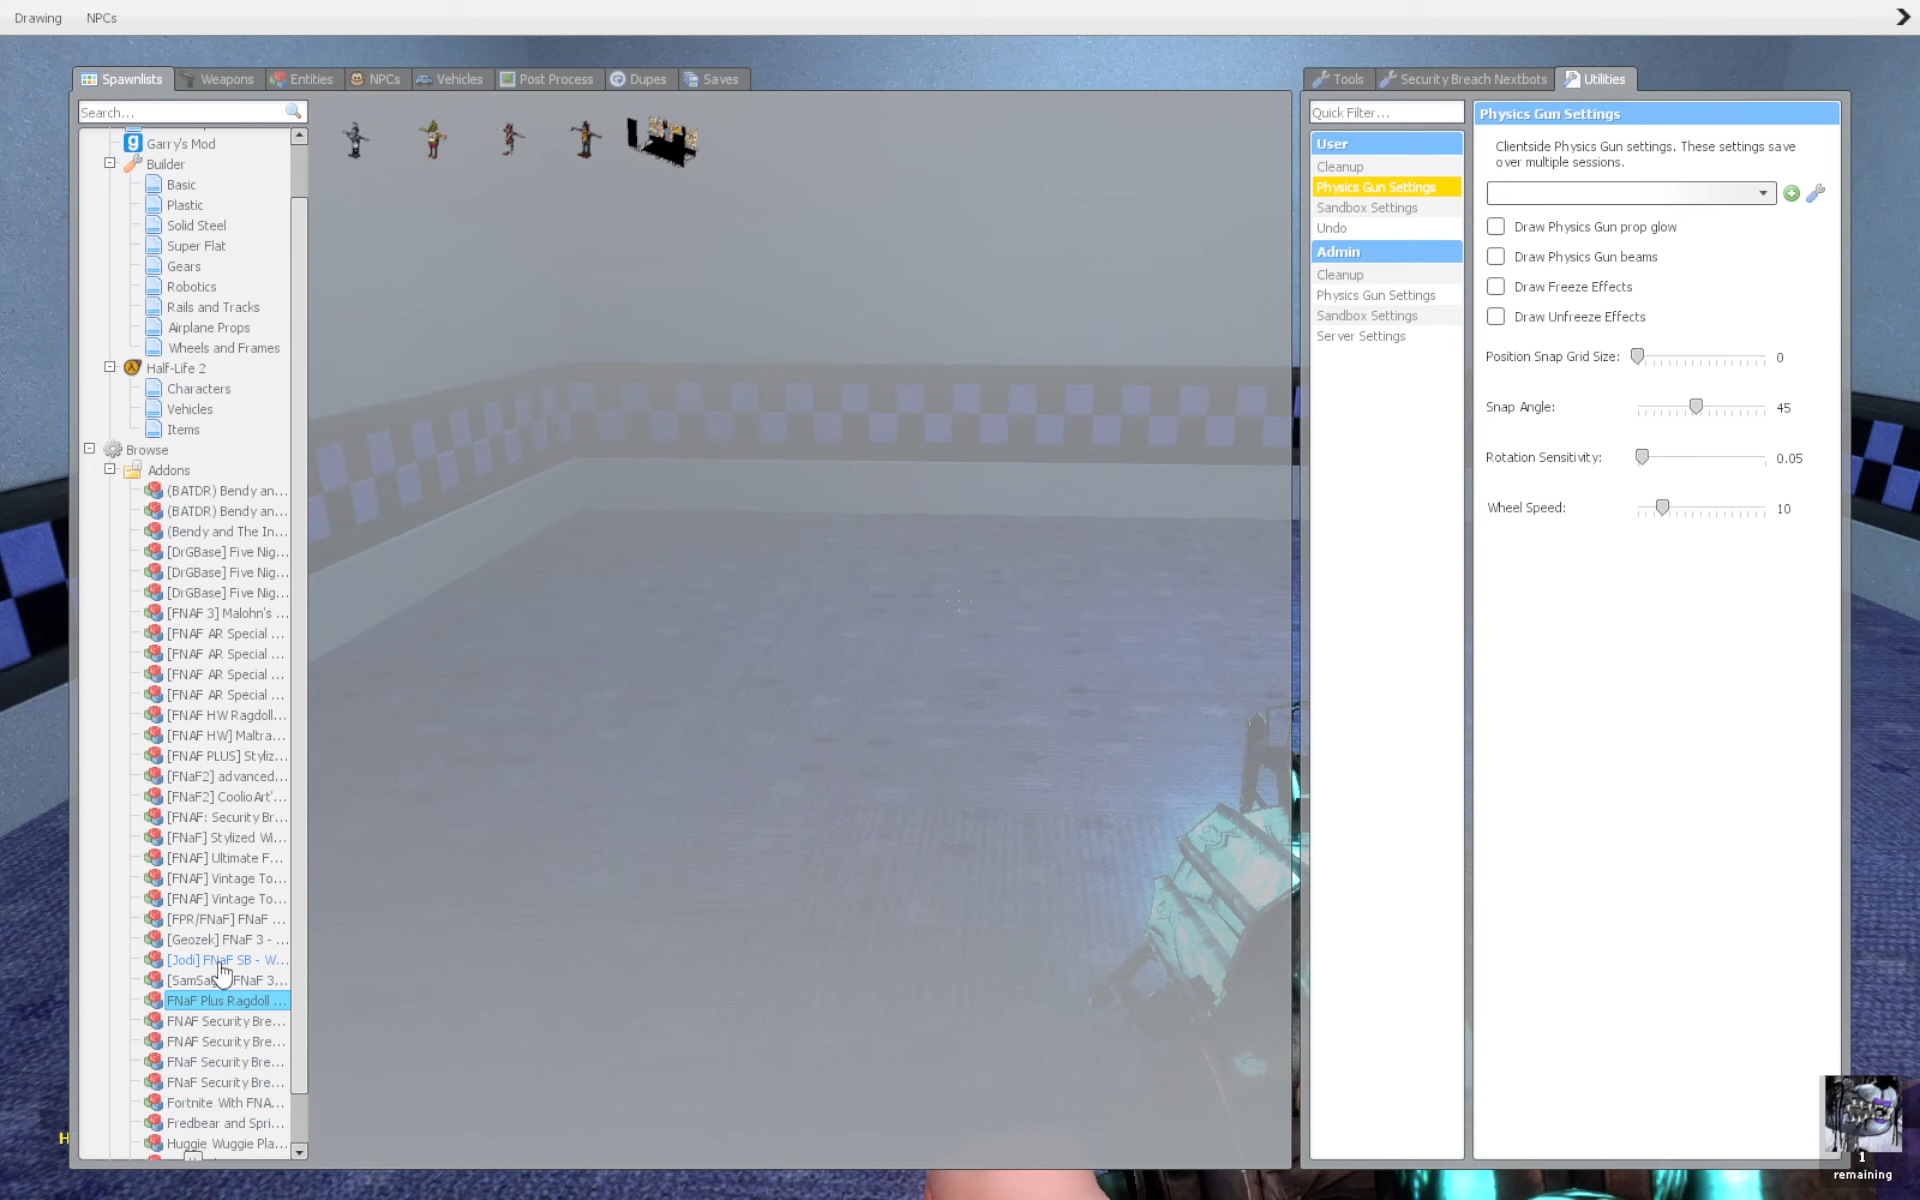 Drawing NPCs
Spawnlists Weapons Entities NPCs Vehicles Post Process Dupes Saves
Search...
Garry's Mod
Builder
Basic
Plastic
Solid Steel
Super Flat
Gears
Robotics
Rails and Tracks
Airplane Props
Wheels and Frames
Half-Life 2
Characters
Vehicles
Items
Browse
Addons
(BATDR) Bendy an...
(BATDR) Bendy an...
(Bendy and The In...
[DrGBase] Five Nig...
[DrGBase] Five Nig...
[DrGBase] Five Nig...
[FNAF 3] Malohn's ...
[FNAF AR Special ...
[FNAF AR Special ...
[FNAF AR Special ...
[FNAF AR Special ...
[FNAF HW Ragdoll...
[FNAF HW] Maltra...
[FNAF PLUS] Styliz...
[FNaF2] advanced...
[FNaF2] CoolioArt'...
[FNAF: Security Br...
[FNaF] Stylized Wi...
[FNAF] Ultimate F...
[FNAF] Vintage To...
[FNAF] Vintage To...
[FPR/FNaF] FNaF ...
[Geozek] FNaF 3 - ...
[Jodi] FNaF SB - W...
FNaF 3...
FNaF Plus Ragdoll ...
FNAF Security Bre...
FNAF Security Bre...
FNaF Security Bre...
FNaF Security Bre...
Fortnite With FNA...
Fredbear and Spri...
Huggie Wuggie Pla...
H
Tools Security Breach Nextbots Utilities
Quick Filter...
User
Cleanup
Physics Gun Settings
Sandbox Settings
Undo
Admin
Cleanup
Physics Gun Settings
Sandbox Settings
Server Settings
Physics Gun Settings
Clientside Physics Gun settings. These settings save
over multiple sessions.
Draw Physics Gun prop glow
Draw Physics Gun beams
Draw Freeze Effects
Draw Unfreeze Effects
Position Snap Grid Size: 0
Snap Angle: 45
Rotation Sensitivity: 0.05
Wheel Speed: 10
1
remaining